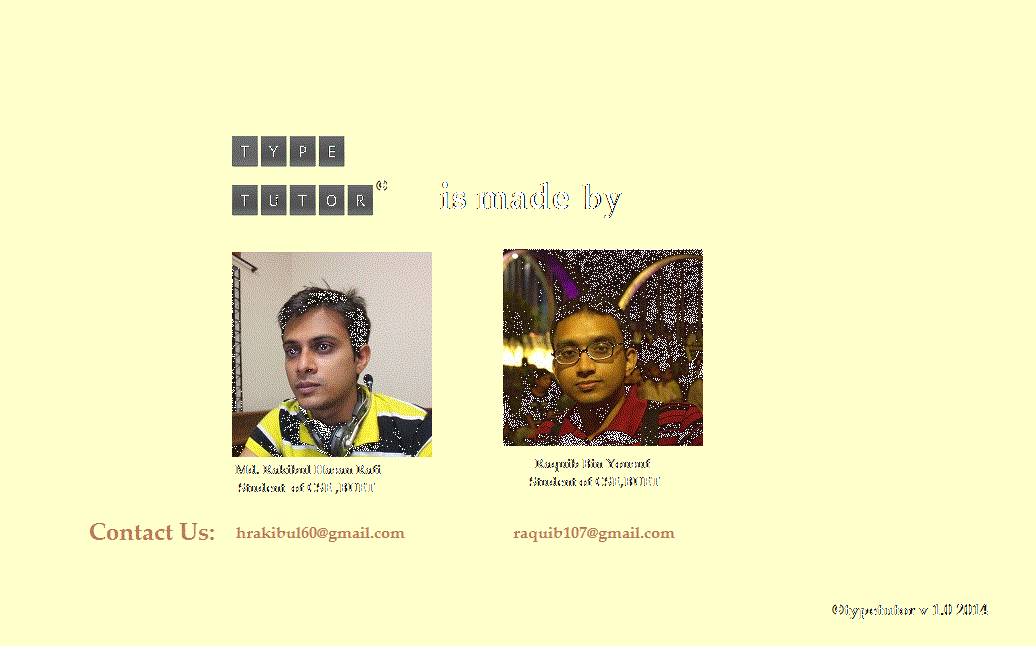 TYPE
TUTOR©
is made by
Md. Rakibul Hasan Rafi
Student of CSE ,BUET
Raquib Bin Yousuf
Student of CSE,BUET
Contact Us: hrakibul60@gmail.com raquib107@gmail.com
©typetutor v 1.0 2014